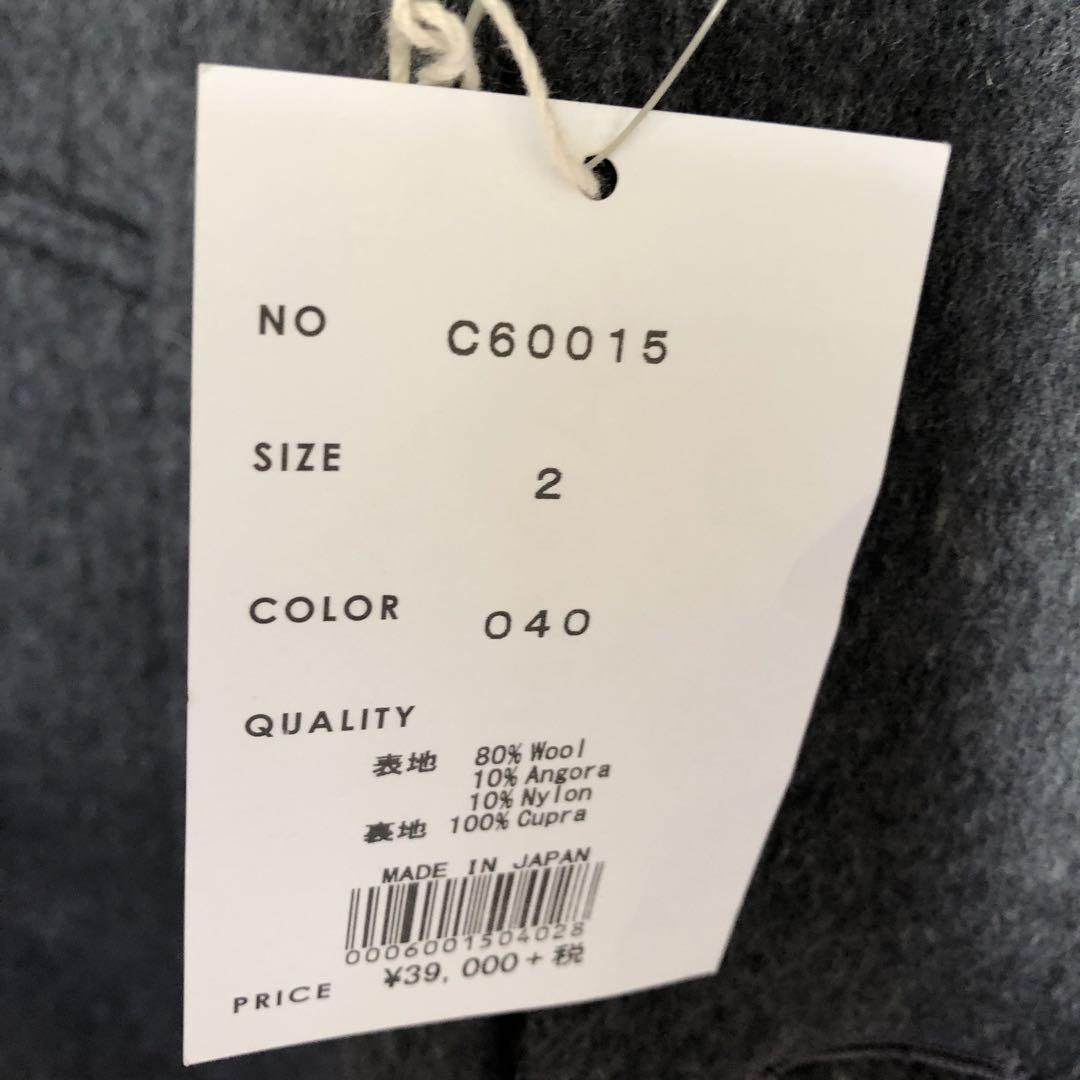 NO C60015
SIZE 2
COLOR 040
QUALITY
表地 80% Wool
10% Angora
10% Nylon
裏地 100% Cupra
MADE IN JAPAN
0006001504028
PRICE ¥39,000+税